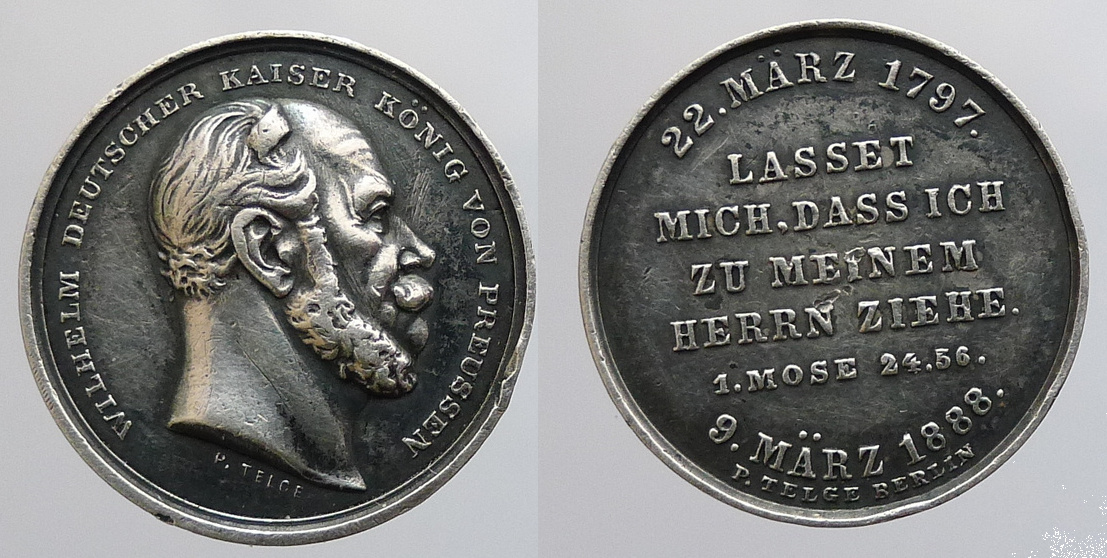 WILHELM DEUTSCHER KAISER KÖNIG VON PREUSSEN
P. TELGE
22. MÄRZ 1797.
LASSET
MICH, DASS ICH
ZU MEINEM
HERRN ZIEHE.
1. MOSE 24.56.
9. MÄRZ 1888.
P. TELGE BERLIN